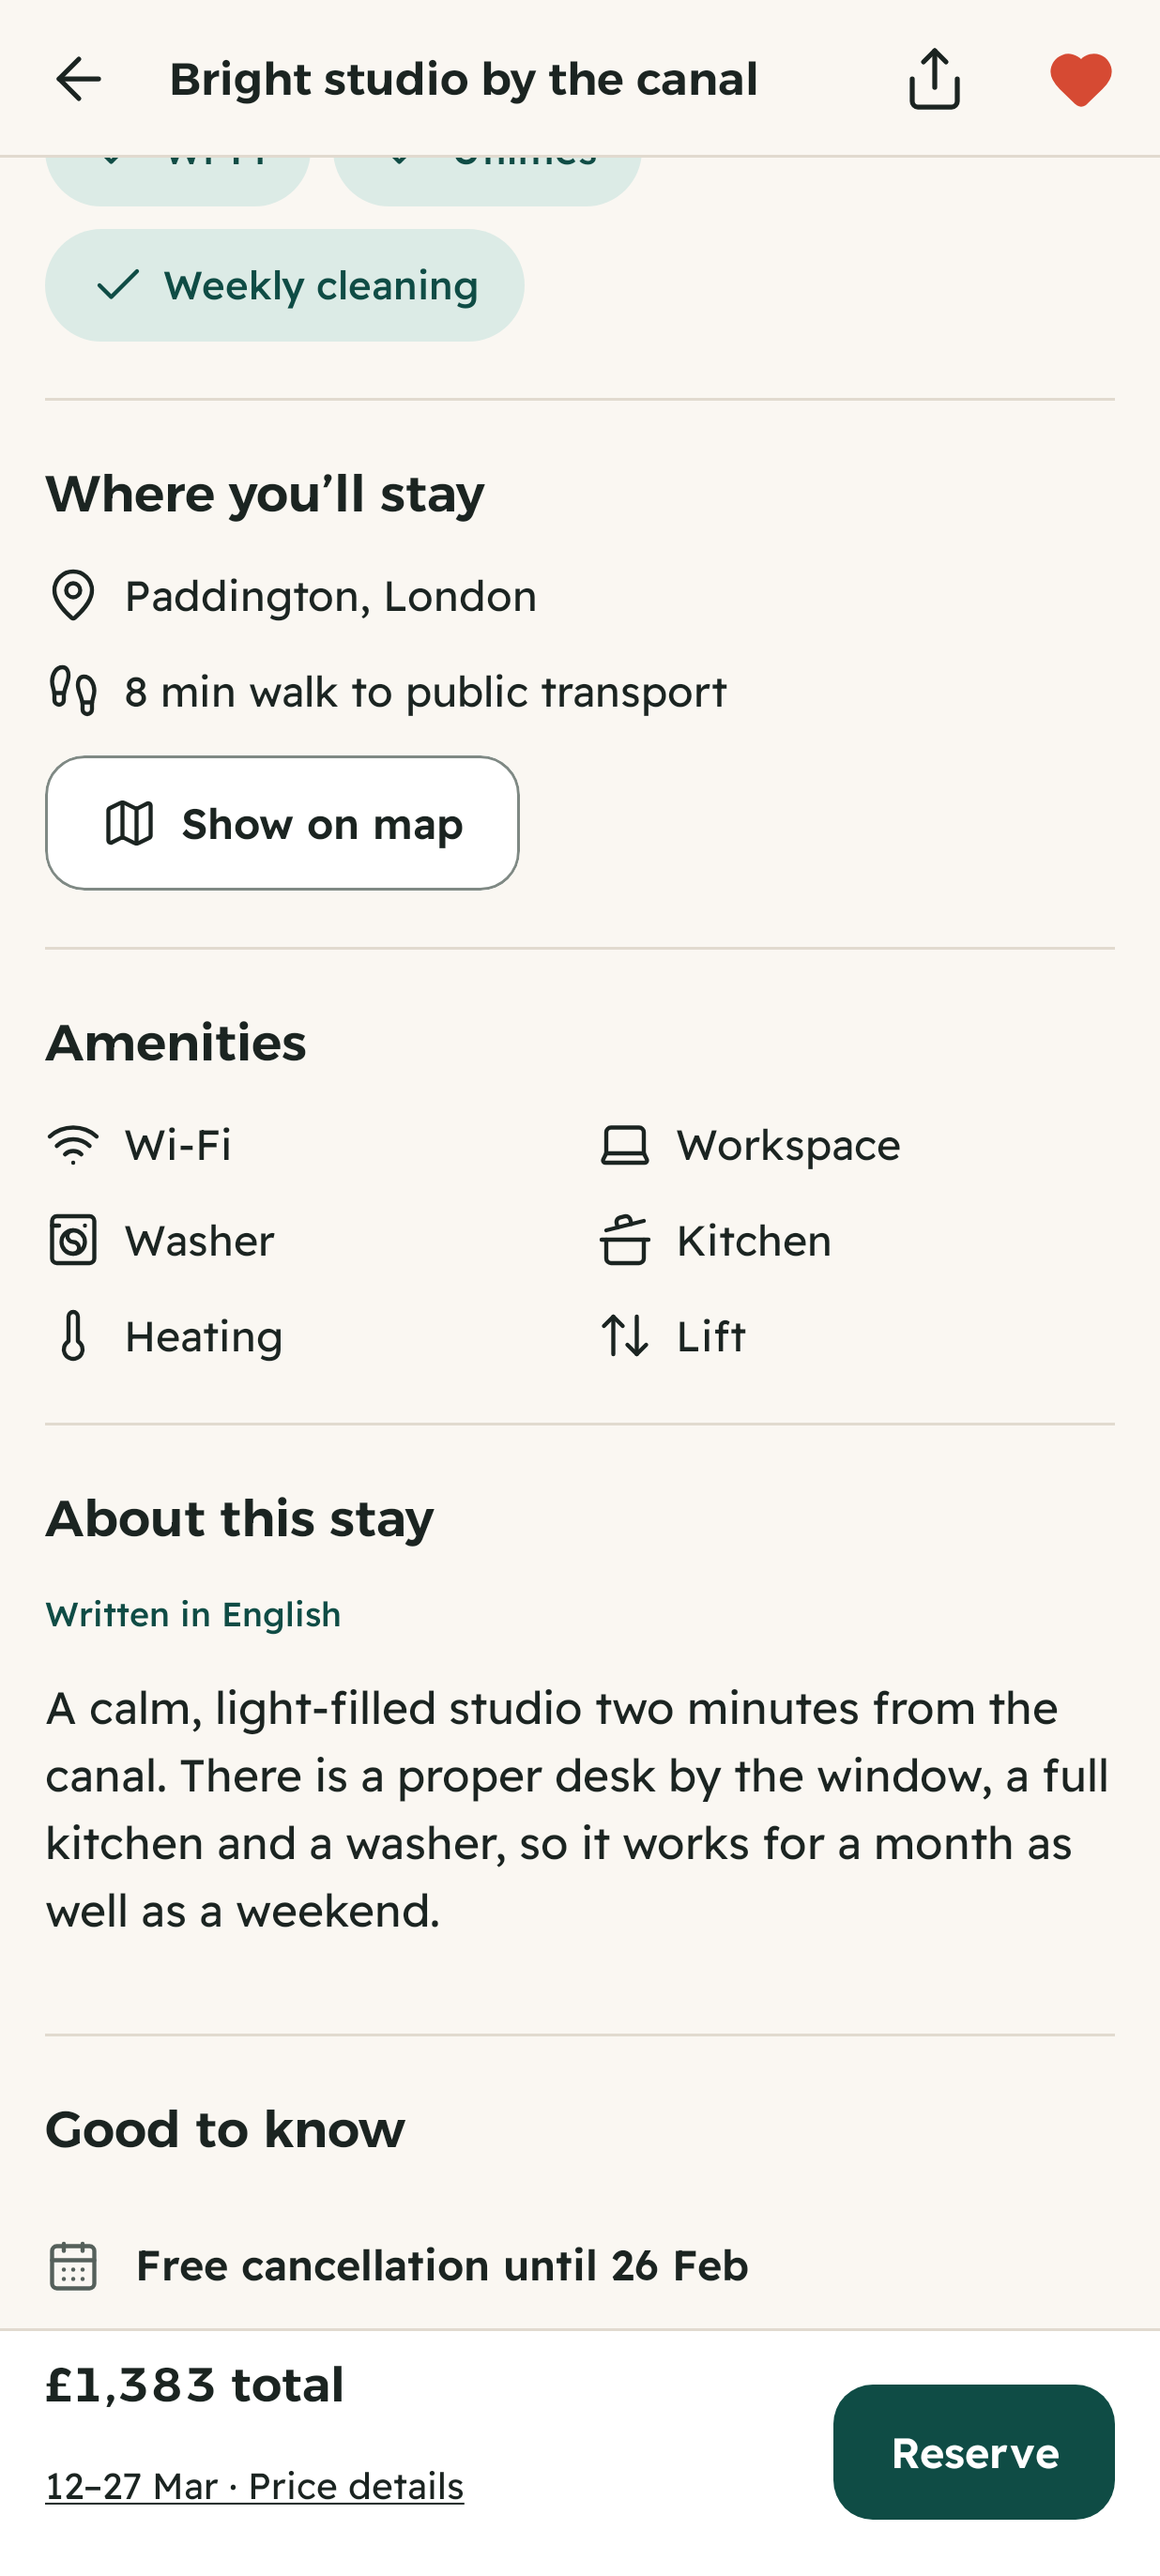 Bright studio by the canal
Wi-Fi
Utilities
Weekly cleaning
Where you’ll stay
Paddington, London
8 min walk to public transport
Show on map
Amenities
Wi-Fi
Workspace
Washer
Kitchen
Heating
Lift
About this stay
Written in English
A calm, light-filled studio two minutes from the
canal. There is a proper desk by the window, a full
kitchen and a washer, so it works for a month as
well as a weekend.
Good to know
Free cancellation until 26 Feb
£1,383 total
12–27 Mar · Price details
Reserve